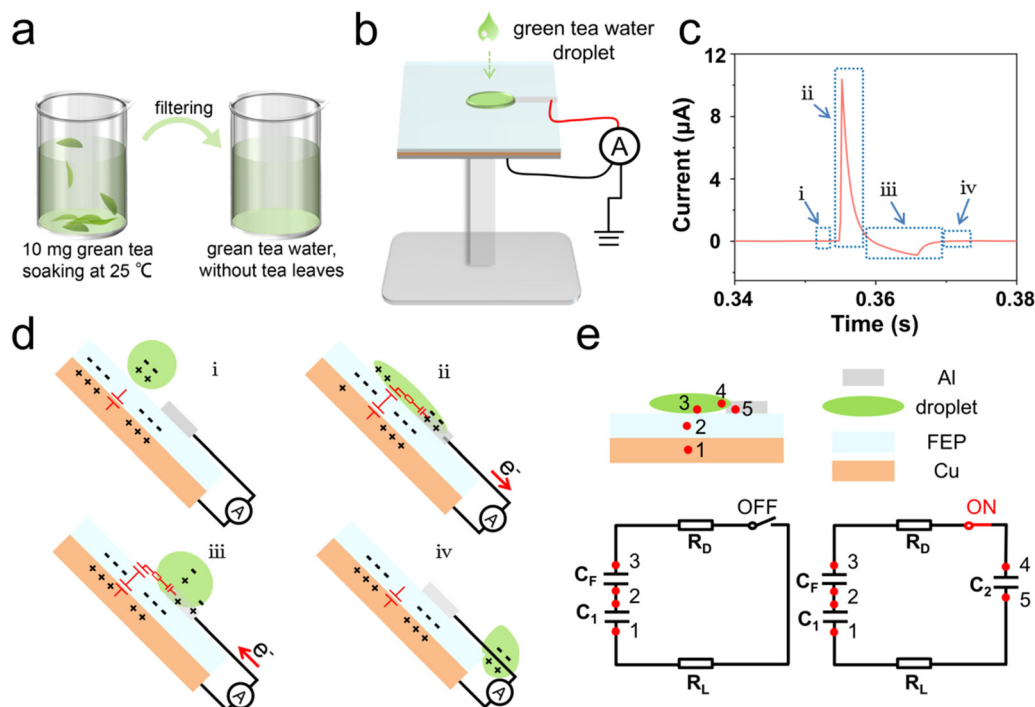 a
filtering
10 mg grean tea
soaking at 25 ℃
grean tea water,
without tea leaves
b
green tea water
droplet
A
c
Current (μA)
12
8
4
0
i
ii
iii
iv
0.34
0.36
0.38
Time (s)
d
i
A
ii
e-
A
iii
e-
A
iv
A
e
3
4
5
2
1
Al
droplet
FEP
Cu
OFF
R_D
3
C_F
2
C_1
1
R_L
ON
R_D
3
C_F
2
C_1
1
4
C_2
5
R_L